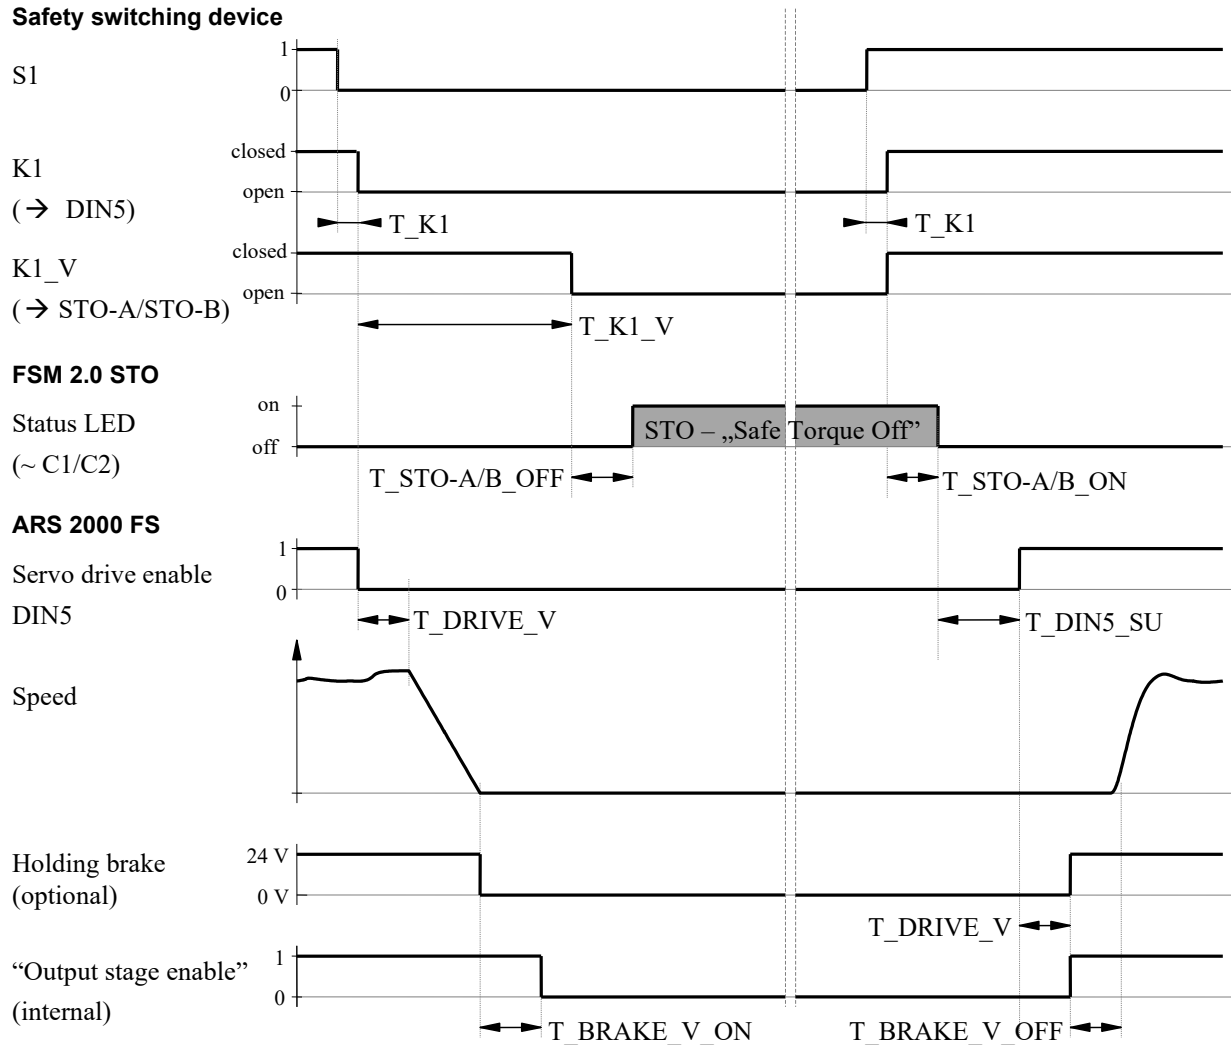 Safety switching device
S1
1
0
K1
(→ DIN5)
closed
open
T_K1
T_K1
K1_V
(→ STO-A/STO-B)
closed
open
T_K1_V
FSM 2.0 STO
Status LED
(~ C1/C2)
on
off
STO – „Safe Torque Off”
T_STO-A/B_OFF
T_STO-A/B_ON
ARS 2000 FS
Servo drive enable
DIN5
1
0
T_DRIVE_V
T_DIN5_SU
Speed
Holding brake
(optional)
24 V
0 V
T_DRIVE_V
“Output stage enable”
(internal)
1
0
T_BRAKE_V_ON
T_BRAKE_V_OFF